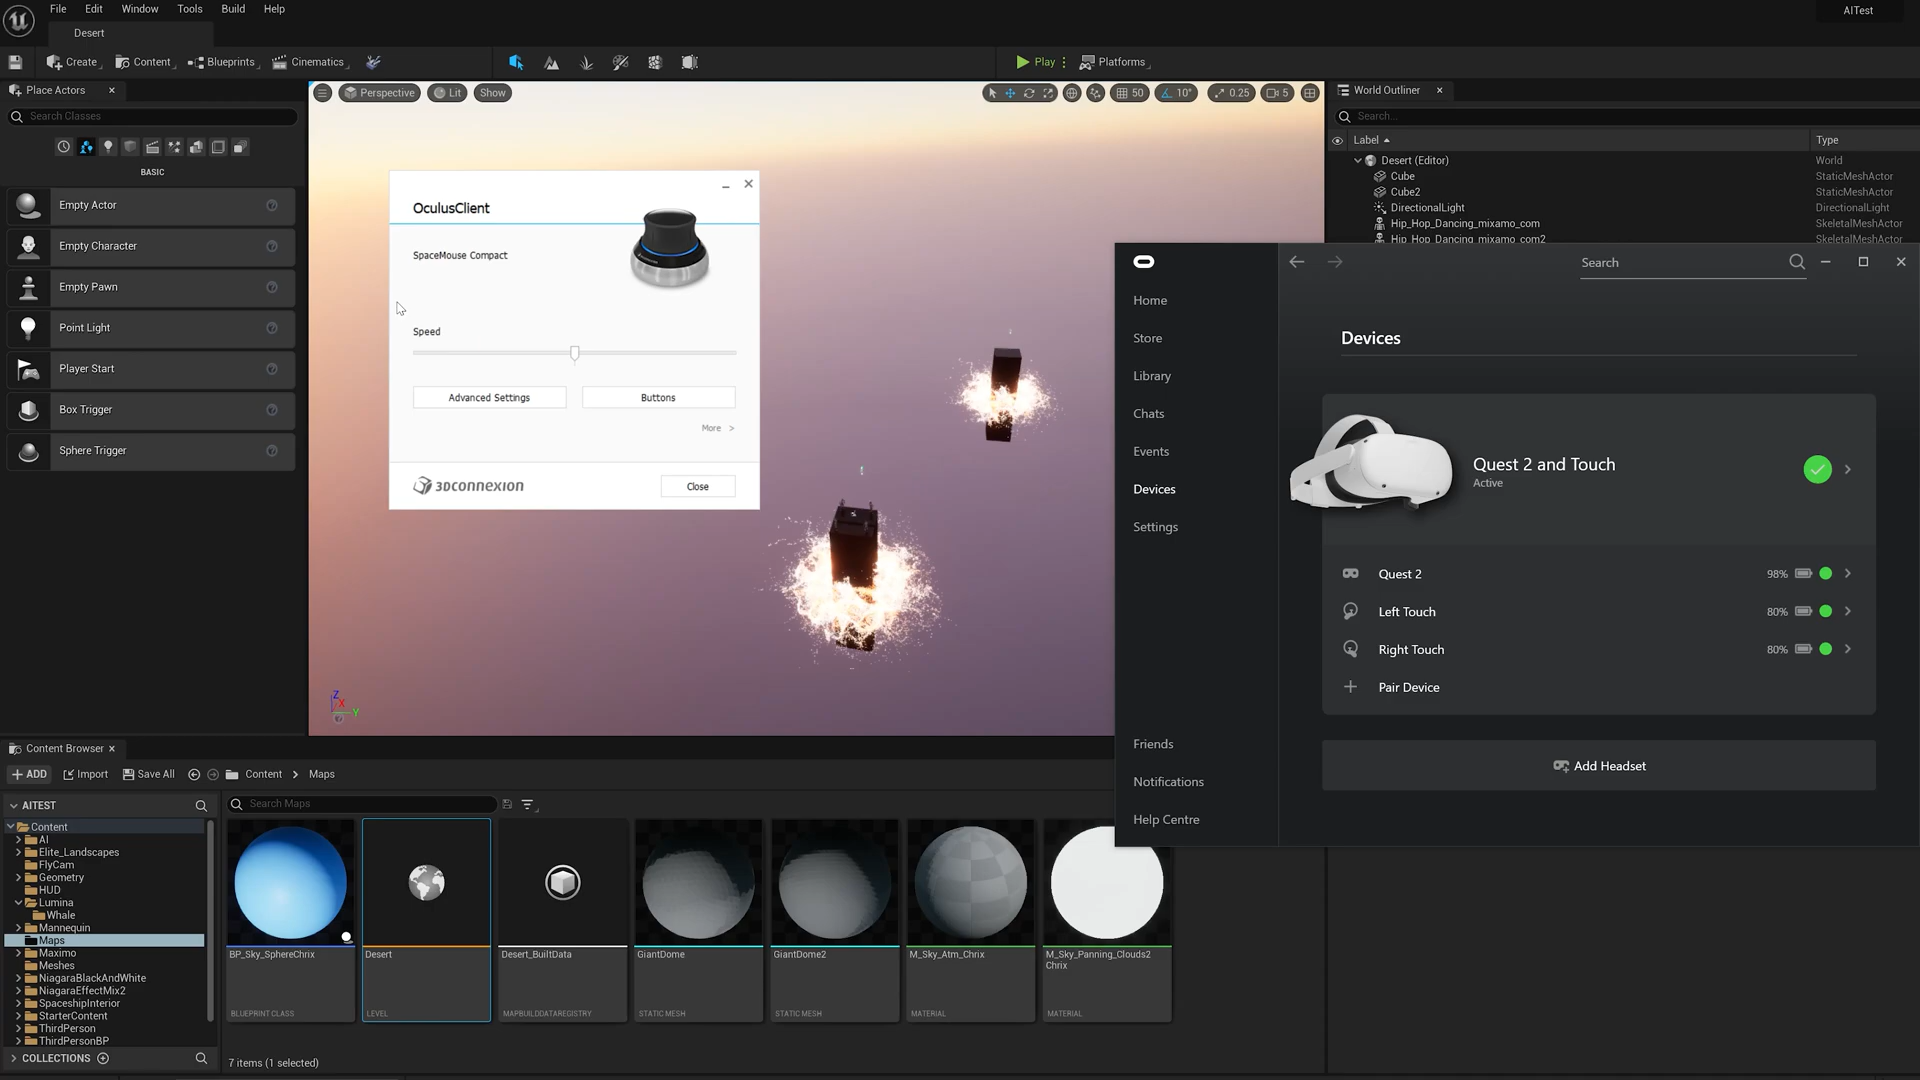 File Edit Window Tools Build Help
AITest
Desert
Create Content Blueprints Cinematics Play Platforms
Place Actors
Search Classes
BASIC
Empty Actor
Empty Character
Empty Pawn
Point Light
Player Start
Box Trigger
Sphere Trigger
Perspective Lit Show
50 10° 0.25 5
World Outliner
Search...
Label Type
Desert (Editor) World
Cube StaticMeshActor
Cube2 StaticMeshActor
DirectionalLight DirectionalLight
Hip_Hop_Dancing_mixamo_com SkeletalMeshActor
Hip_Hop_Dancing_mixamo_com2 SkeletalMeshActor
OculusClient
SpaceMouse Compact
Speed
Advanced Settings Buttons
More >
3DCONNEXION
Close
Z
X
Y
Search
Home
Store
Library
Chats
Events
Devices
Settings
Friends
Notifications
Help Centre
Devices
Quest 2 and Touch
Active
Quest 2 98%
Left Touch 80%
Right Touch 80%
Pair Device
Add Headset
Content Browser
ADD Import Save All Content Maps
AITEST
Content
AI
Elite_Landscapes
FlyCam
Geometry
HUD
Lumina
Whale
Mannequin
Maps
Maximo
Meshes
NiagaraBlackAndWhite
NiagaraEffectMix2
SpaceshipInterior
StarterContent
ThirdPerson
ThirdPersonBP
COLLECTIONS
Search Maps
BP_Sky_SphereChrix
BLUEPRINT CLASS
Desert
LEVEL
Desert_BuiltData
MAPBUILDDATAREGISTRY
GiantDome
STATIC MESH
GiantDome2
STATIC MESH
M_Sky_Atm_Chrix
MATERIAL
M_Sky_Panning_Clouds2
Chrix
MATERIAL
7 items (1 selected)